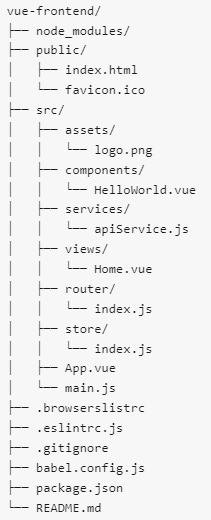 vue-frontend/
├── node_modules/
├── public/
│   ├── index.html
│   └── favicon.ico
├── src/
│   ├── assets/
│   │   └── logo.png
│   ├── components/
│   │   └── HelloWorld.vue
│   ├── services/
│   │   └── apiService.js
│   ├── views/
│   │   └── Home.vue
│   ├── router/
│   │   └── index.js
│   ├── store/
│   │   └── index.js
│   ├── App.vue
│   └── main.js
├── .browserslistrc
├── .eslintrc.js
├── .gitignore
├── babel.config.js
├── package.json
└── README.md